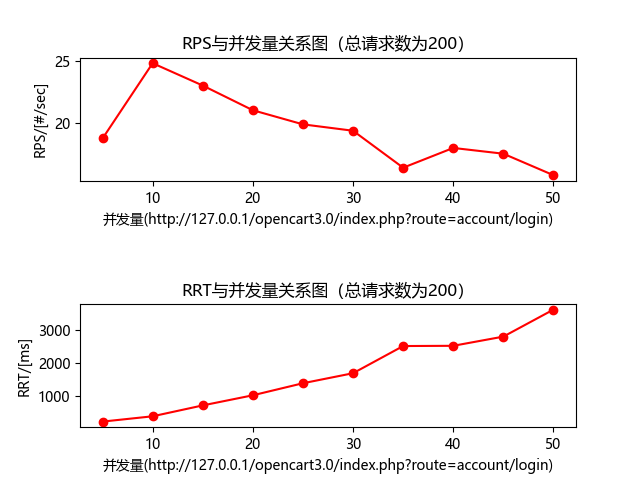 RPS与并发量关系图（总请求数为200）
25
20
RPS/[#/sec]
10 20 30 40 50
并发量(http://127.0.0.1/opencart3.0/index.php?route=account/login)
RRT与并发量关系图（总请求数为200）
3000
2000
1000
RRT/[ms]
10 20 30 40 50
并发量(http://127.0.0.1/opencart3.0/index.php?route=account/login)